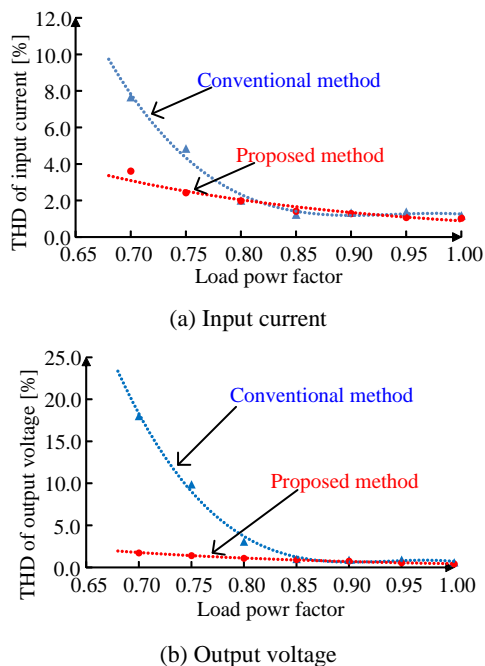 12.0
10.0
8.0
6.0
4.0
2.0
0.0
THD of input current [%]
Conventional method
Proposed method
0.65 0.70 0.75 0.80 0.85 0.90 0.95 1.00
Load powr factor
(a) Input current
25.0
20.0
15.0
10.0
5.0
0.0
THD of output voltage [%]
Conventional method
Proposed method
0.65 0.70 0.75 0.80 0.85 0.90 0.95 1.00
Load powr factor
(b) Output voltage